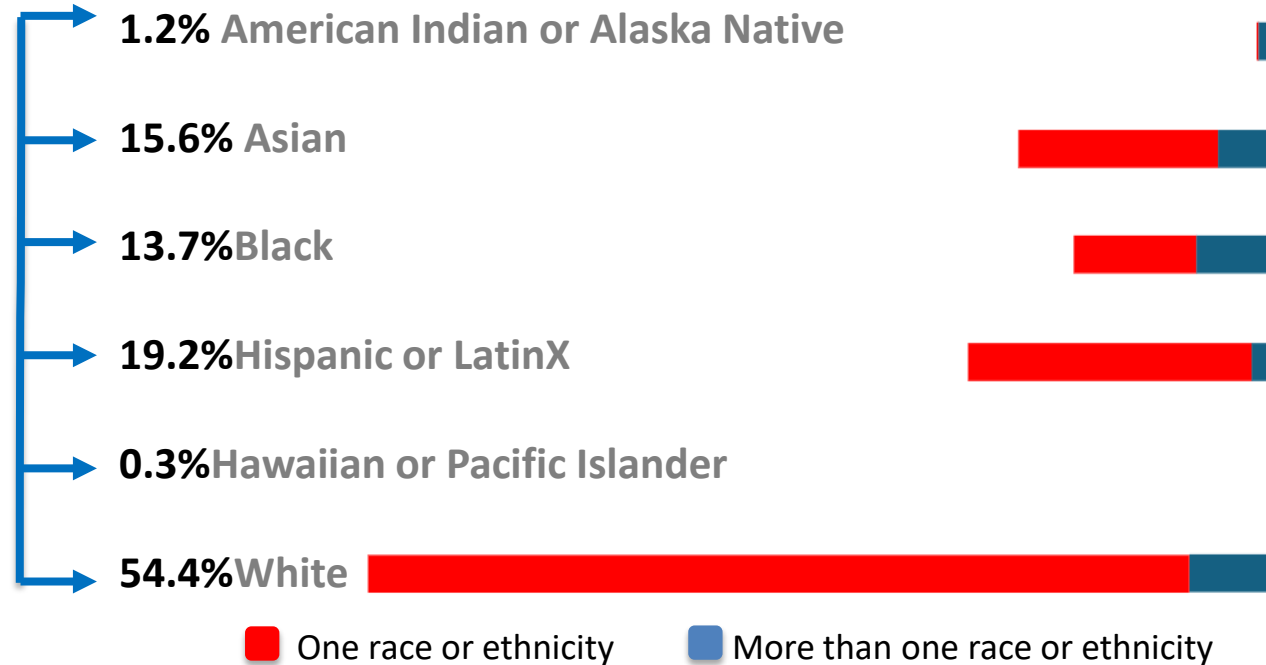 1.2% American Indian or Alaska Native
15.6% Asian
13.7%Black
19.2%Hispanic or LatinX
0.3%Hawaiian or Pacific Islander
54.4%White
One race or ethnicity More than one race or ethnicity